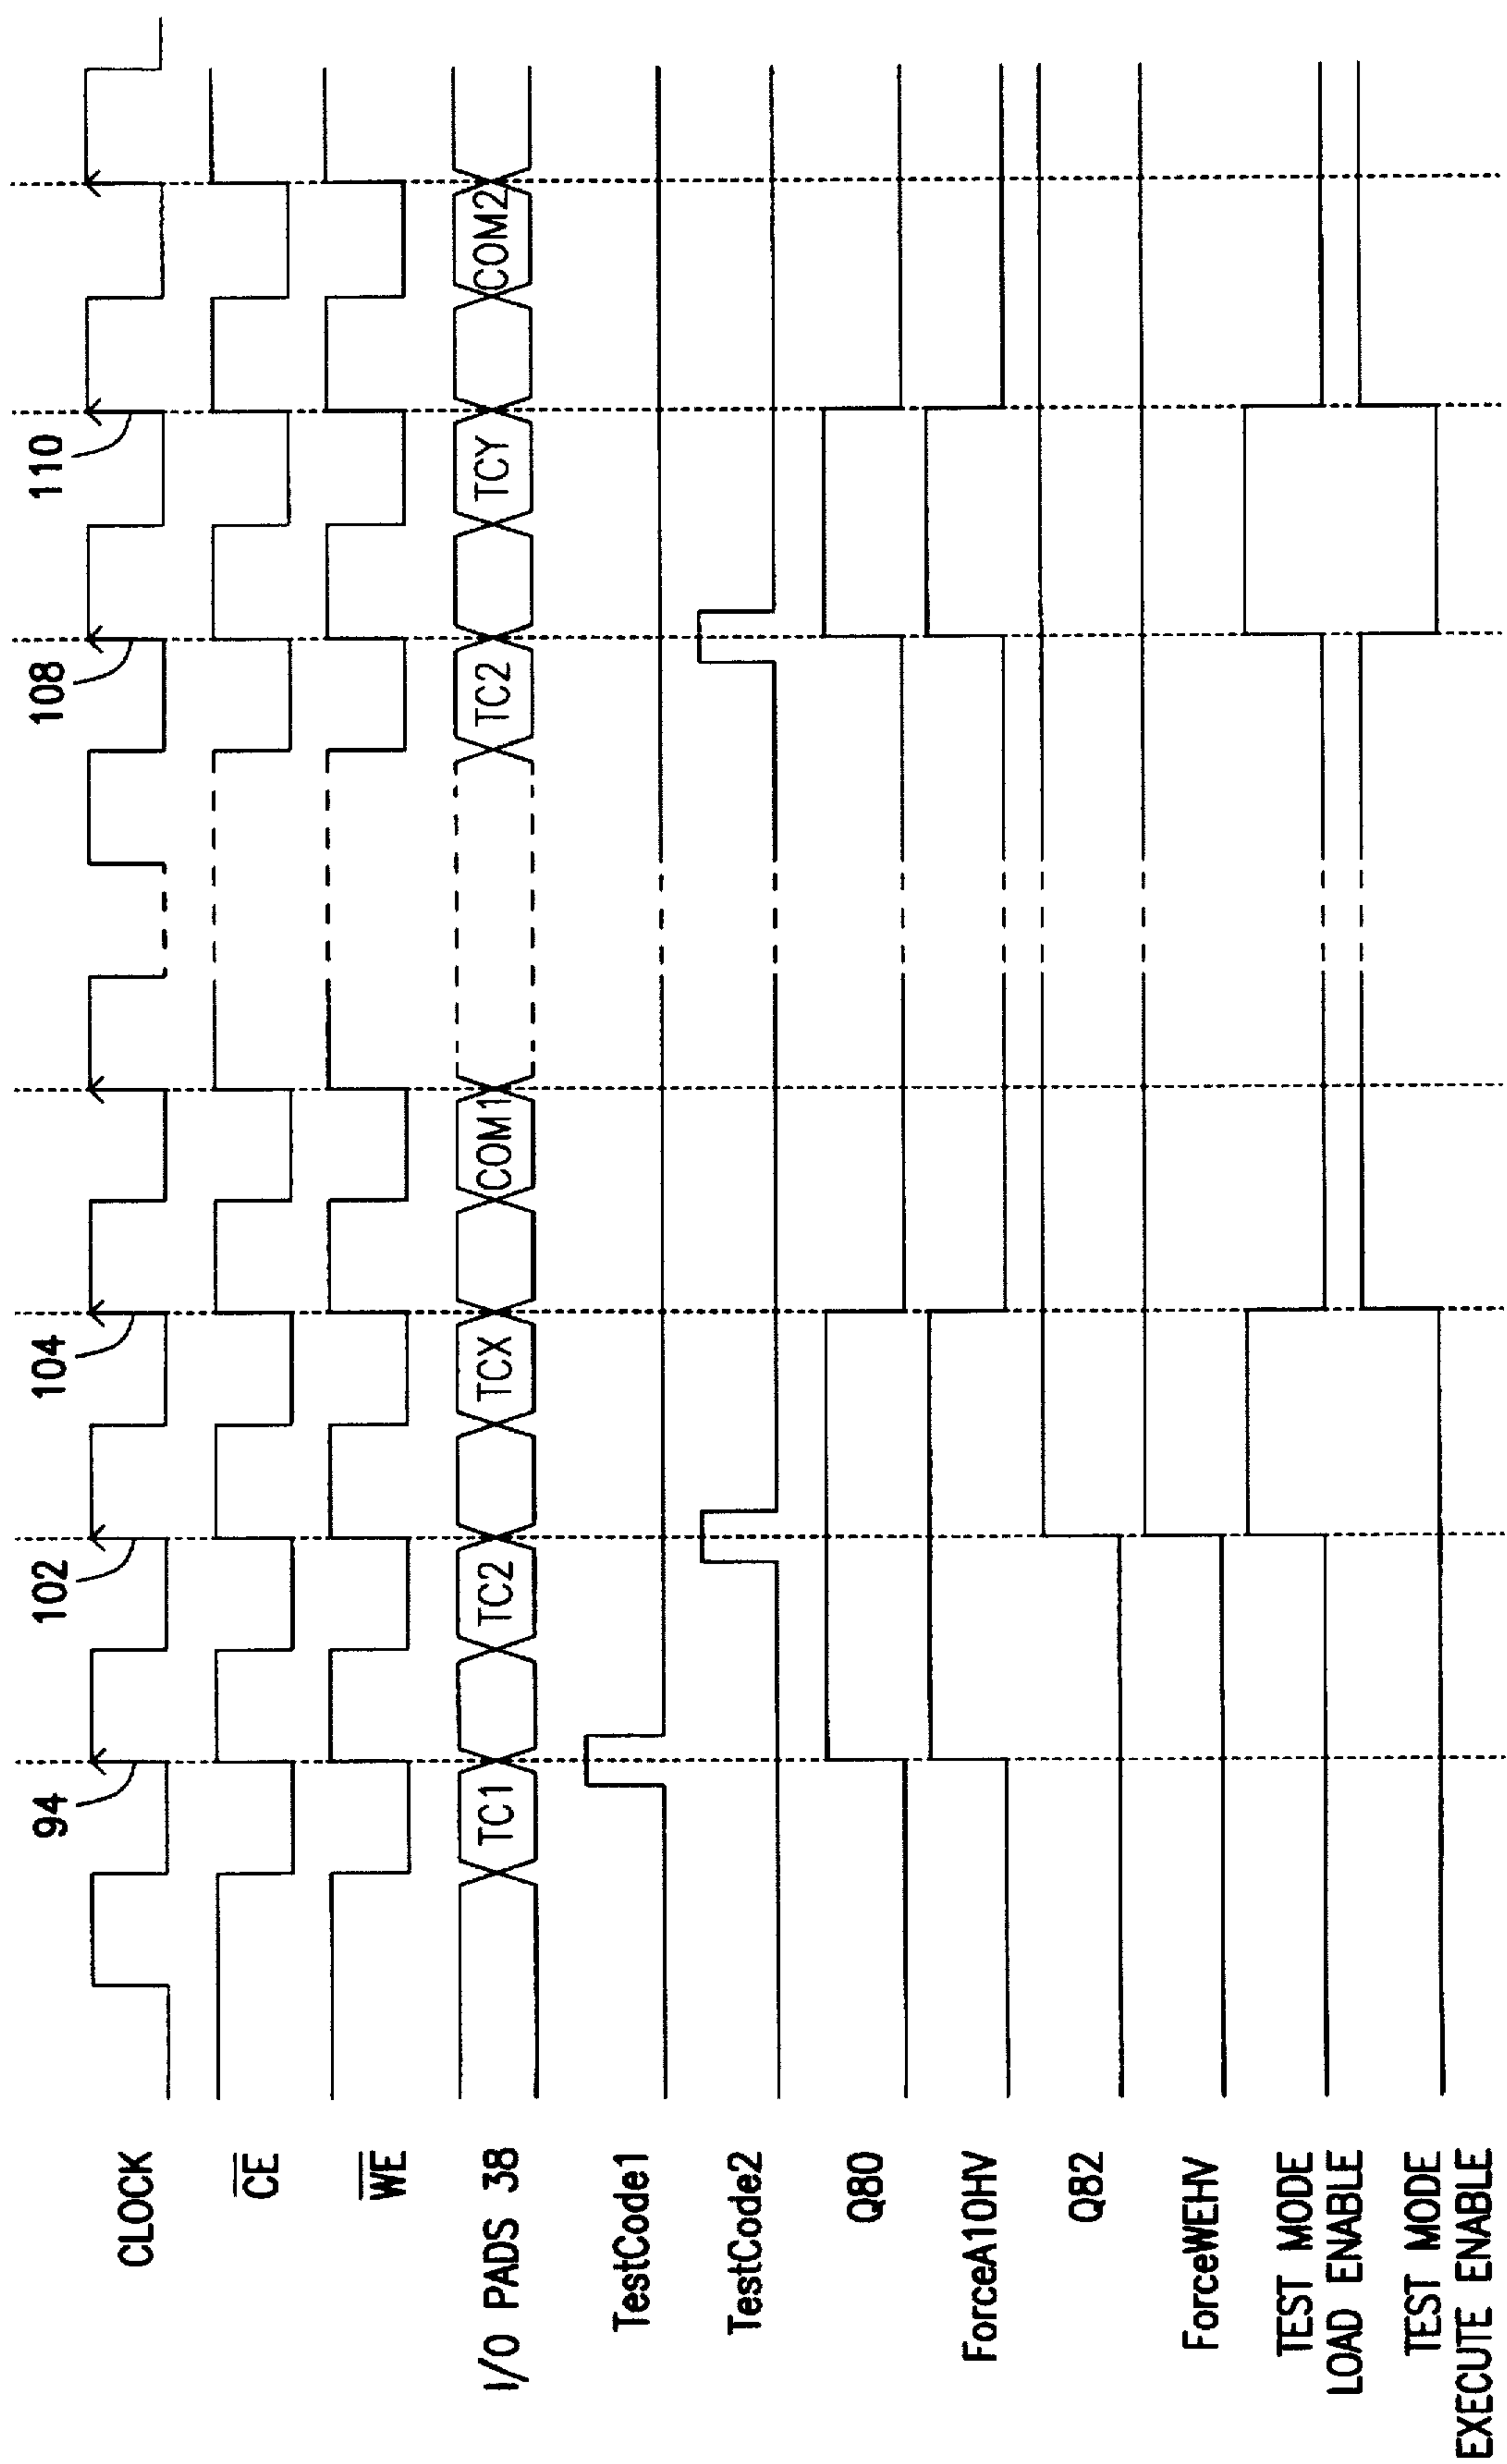 94
102
104
108
110
CLOCK
CE
WE
I/O PADS 38
TC1
TC2
TCX
COM1
TC2
TCY
COM2
TestCode1
TestCode2
Q80
ForceA10HV
Q82
ForceWEHV
TEST MODE
LOAD ENABLE
TEST MODE
EXECUTE ENABLE